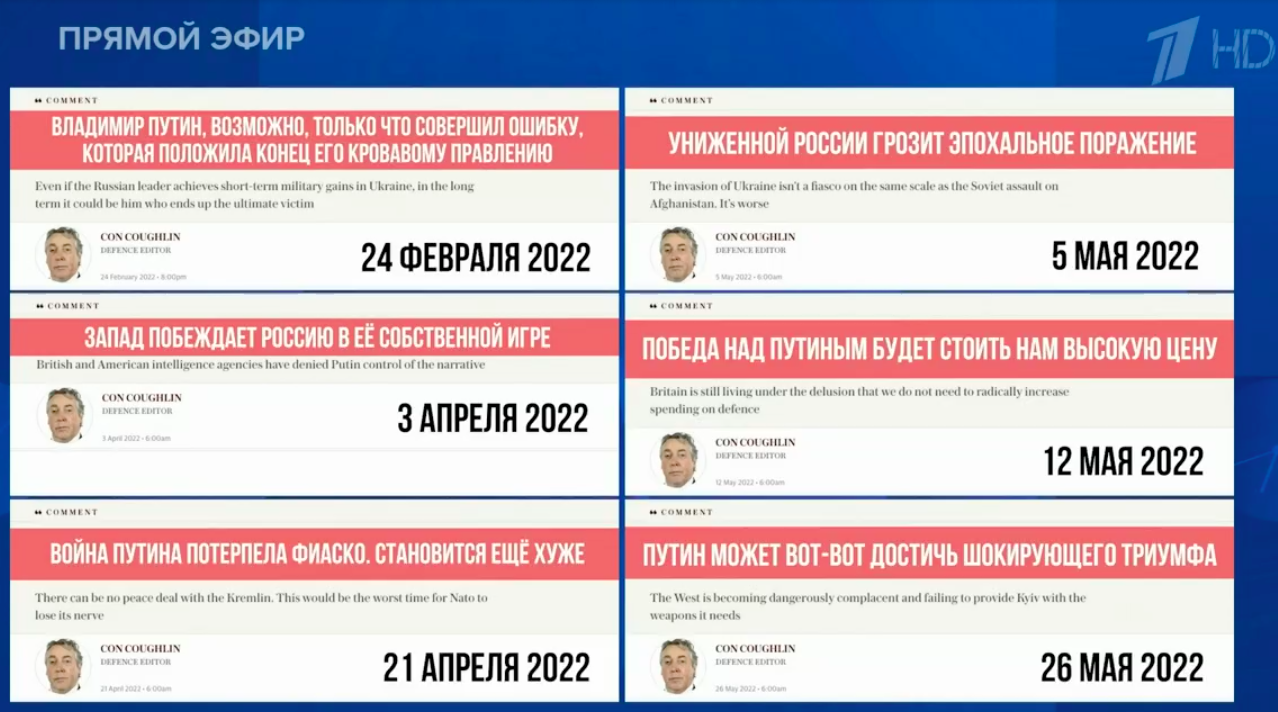 ПРЯМОЙ ЭФИР
1 HD
❝ COMMENT
ВЛАДИМИР ПУТИН, ВОЗМОЖНО, ТОЛЬКО ЧТО СОВЕРШИЛ ОШИБКУ,
КОТОРАЯ ПОЛОЖИЛА КОНЕЦ ЕГО КРОВАВОМУ ПРАВЛЕНИЮ
Even if the Russian leader achieves short-term military gains in Ukraine, in the long
term it could be him who ends up the ultimate victim
CON COUGHLIN
DEFENCE EDITOR
24 February 2022 • 8:00pm
24 ФЕВРАЛЯ 2022
❝ COMMENT
ЗАПАД ПОБЕЖДАЕТ РОССИЮ В ЕЁ СОБСТВЕННОЙ ИГРЕ
British and American intelligence agencies have denied Putin control of the narrative
CON COUGHLIN
DEFENCE EDITOR
3 April 2022 • 6:00am
3 АПРЕЛЯ 2022
❝ COMMENT
ВОЙНА ПУТИНА ПОТЕРПЕЛА ФИАСКО. СТАНОВИТСЯ ЕЩЁ ХУЖЕ
There can be no peace deal with the Kremlin. This would be the worst time for Nato to
lose its nerve
CON COUGHLIN
DEFENCE EDITOR
21 April 2022 • 6:00am
21 АПРЕЛЯ 2022
❝ COMMENT
УНИЖЕННОЙ РОССИИ ГРОЗИТ ЭПОХАЛЬНОЕ ПОРАЖЕНИЕ
The invasion of Ukraine isn't a fiasco on the same scale as the Soviet assault on
Afghanistan. It's worse
CON COUGHLIN
DEFENCE EDITOR
5 May 2022 • 6:00am
5 МАЯ 2022
❝ COMMENT
ПОБЕДА НАД ПУТИНЫМ БУДЕТ СТОИТЬ НАМ ВЫСОКУЮ ЦЕНУ
Britain is still living under the delusion that we do not need to radically increase
spending on defence
CON COUGHLIN
DEFENCE EDITOR
12 May 2022 • 6:00am
12 МАЯ 2022
❝ COMMENT
ПУТИН МОЖЕТ ВОТ-ВОТ ДОСТИЧЬ ШОКИРУЮЩЕГО ТРИУМФА
The West is becoming dangerously complacent and failing to provide Kyiv with the
weapons it needs
CON COUGHLIN
DEFENCE EDITOR
26 May 2022 • 6:00am
26 МАЯ 2022